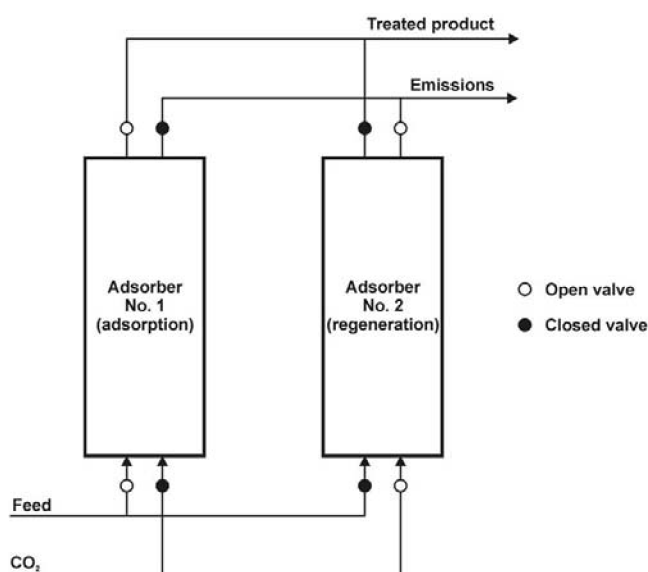 Treated product
Emissions
Adsorber
No. 1
(adsorption)
Adsorber
No. 2
(regeneration)
Open valve
Closed valve
Feed
CO₂